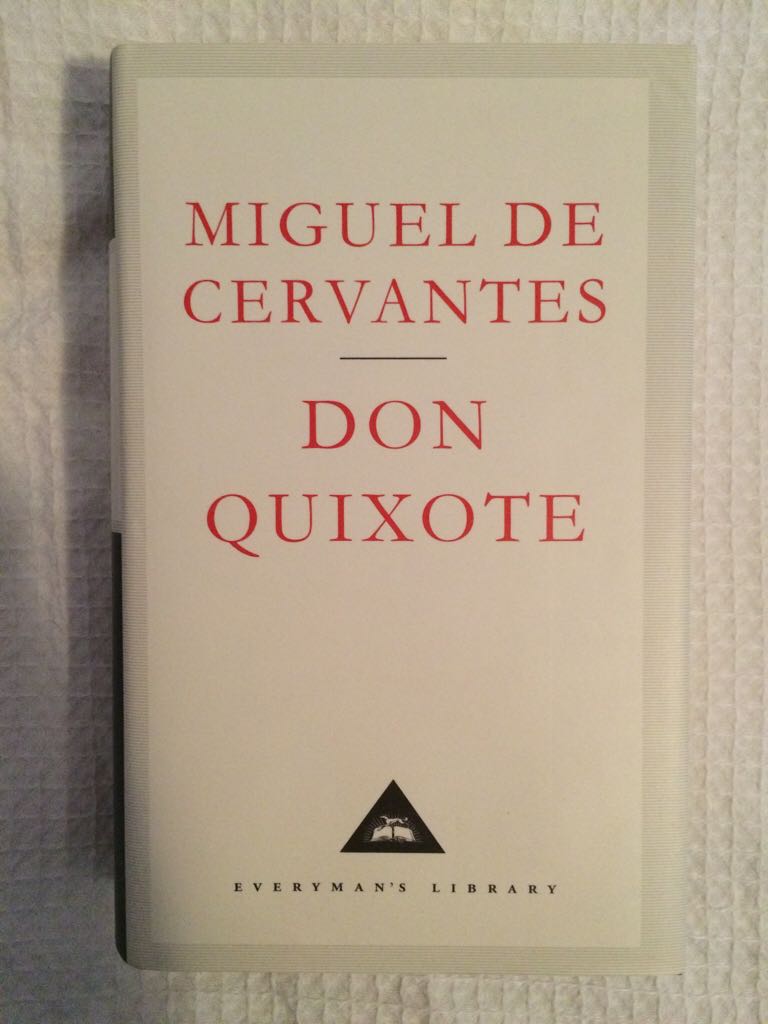 MIGUEL DE
CERVANTES
DON
QUIXOTE
EVERYMAN'S LIBRARY